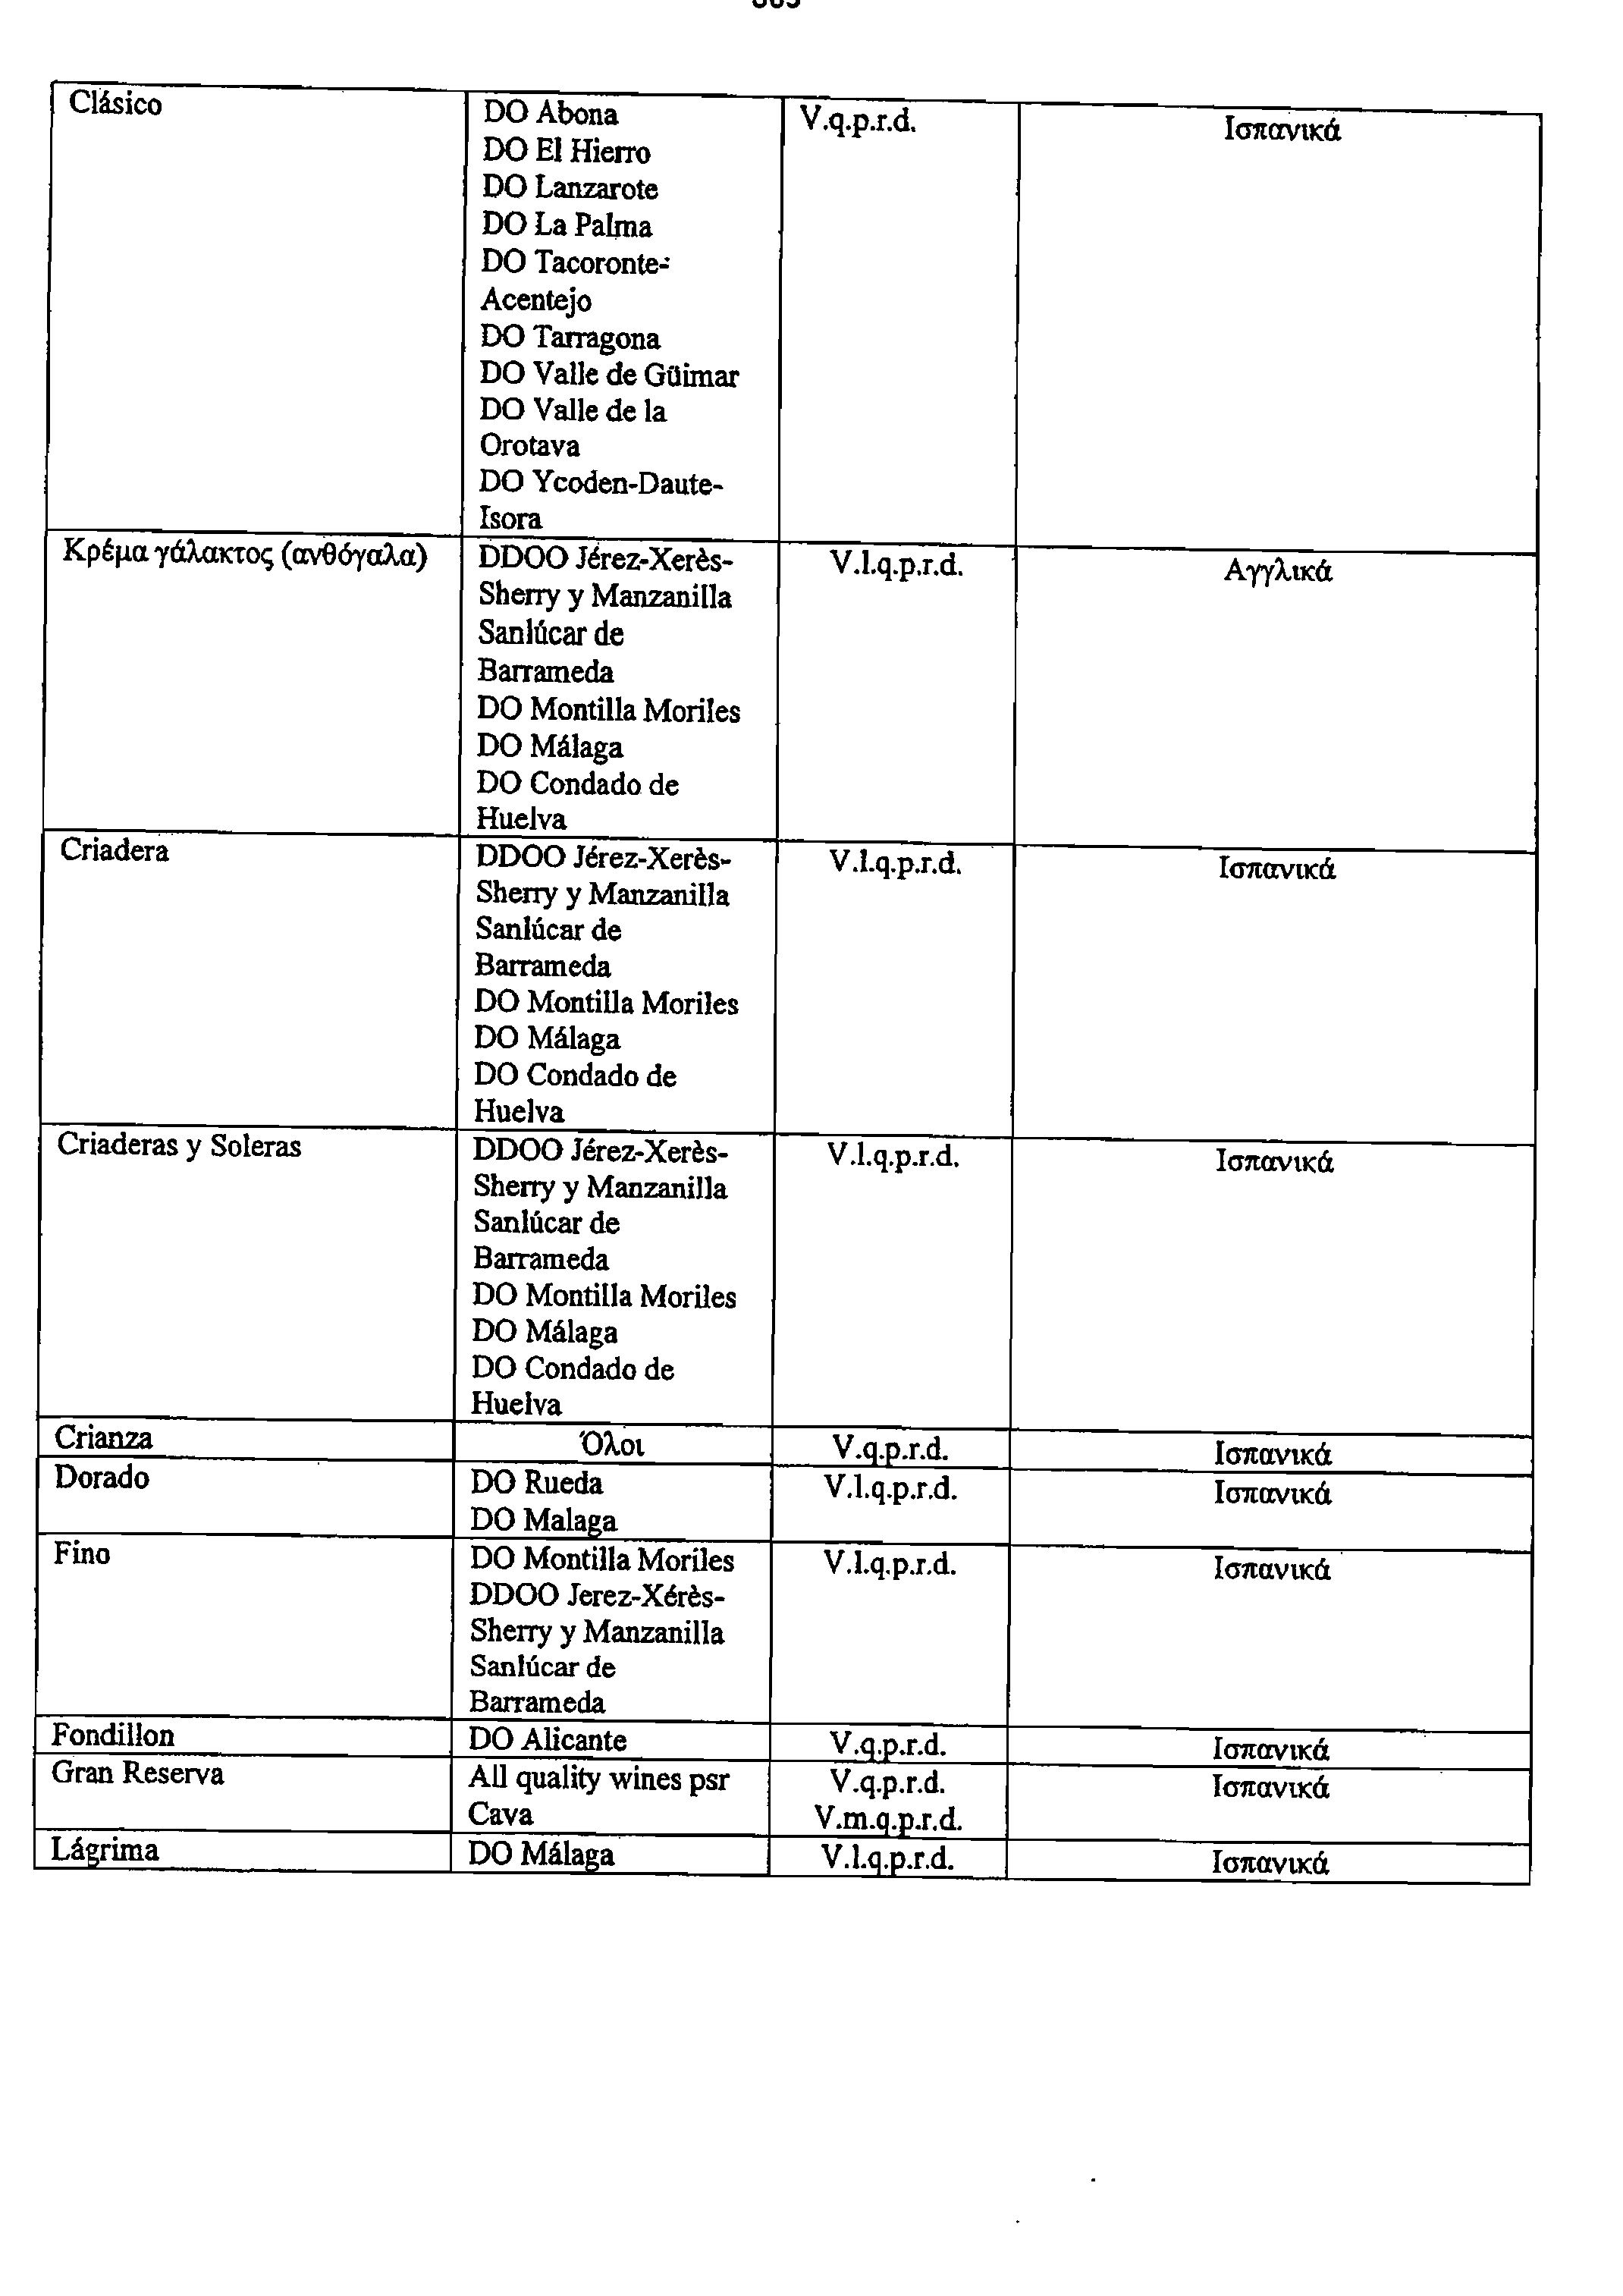 Clásico
DO Abona
V.q.p.r.d.
Ισπανικά
DO El Hierro
DO Lanzarote
DO La Palma
DO Tacoronte-
Acentejo
DO Tarragona
DO Valle de Güimar
DO Valle de la
Orotava
DO Ycoden-Daute-
Isora
Κρέμα γάλακτος (ανθόγαλα)
DDOO Jérez-Xerès-
V.l.q.p.r.d.
Αγγλικά
Sherry y Manzanilla
Sanlúcar de
Barrameda
DO Montilla Moriles
DO Málaga
DO Condado de
Huelva
Criadera
DDOO Jérez-Xerès-
V.l.q.p.r.d.
Ισπανικά
Sherry y Manzanilla
Sanlúcar de
Barrameda
DO Montilla Moriles
DO Málaga
DO Condado de
Huelva
Criaderas y Soleras
DDOO Jérez-Xerès-
V.l.q.p.r.d.
Ισπανικά
Sherry y Manzanilla
Sanlúcar de
Barrameda
DO Montilla Moriles
DO Málaga
DO Condado de
Huelva
Crianza
Όλοι
V.q.p.r.d.
Ισπανικά
Dorado
DO Rueda
V.l.q.p.r.d.
Ισπανικά
DO Malaga
Fino
DO Montilla Moriles
V.l.q.p.r.d.
Ισπανικά
DDOO Jerez-Xérès-
Sherry y Manzanilla
Sanlúcar de
Barrameda
Fondillon
DO Alicante
V.q.p.r.d.
Ισπανικά
Gran Reserva
All quality wines psr
V.q.p.r.d.
Ισπανικά
Cava
V.m.q.p.r.d.
Lágrima
DO Málaga
V.l.q.p.r.d.
Ισπανικά